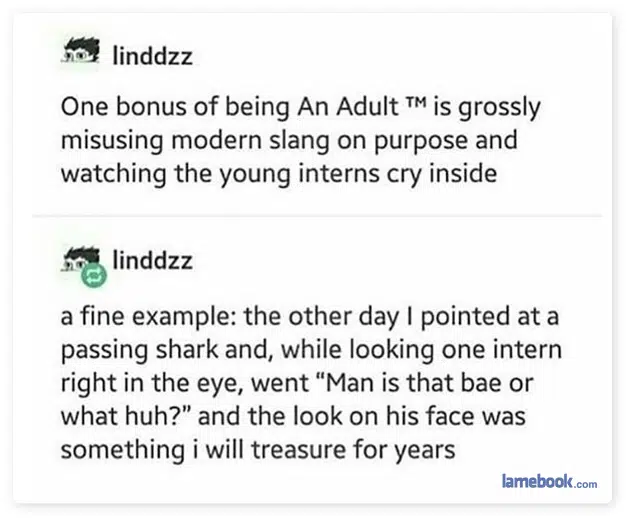 linddzz
One bonus of being An Adult ™ is grossly
misusing modern slang on purpose and
watching the young interns cry inside
linddzz
a fine example: the other day I pointed at a
passing shark and, while looking one intern
right in the eye, went “Man is that bae or
what huh?” and the look on his face was
something i will treasure for years
lamebook.com